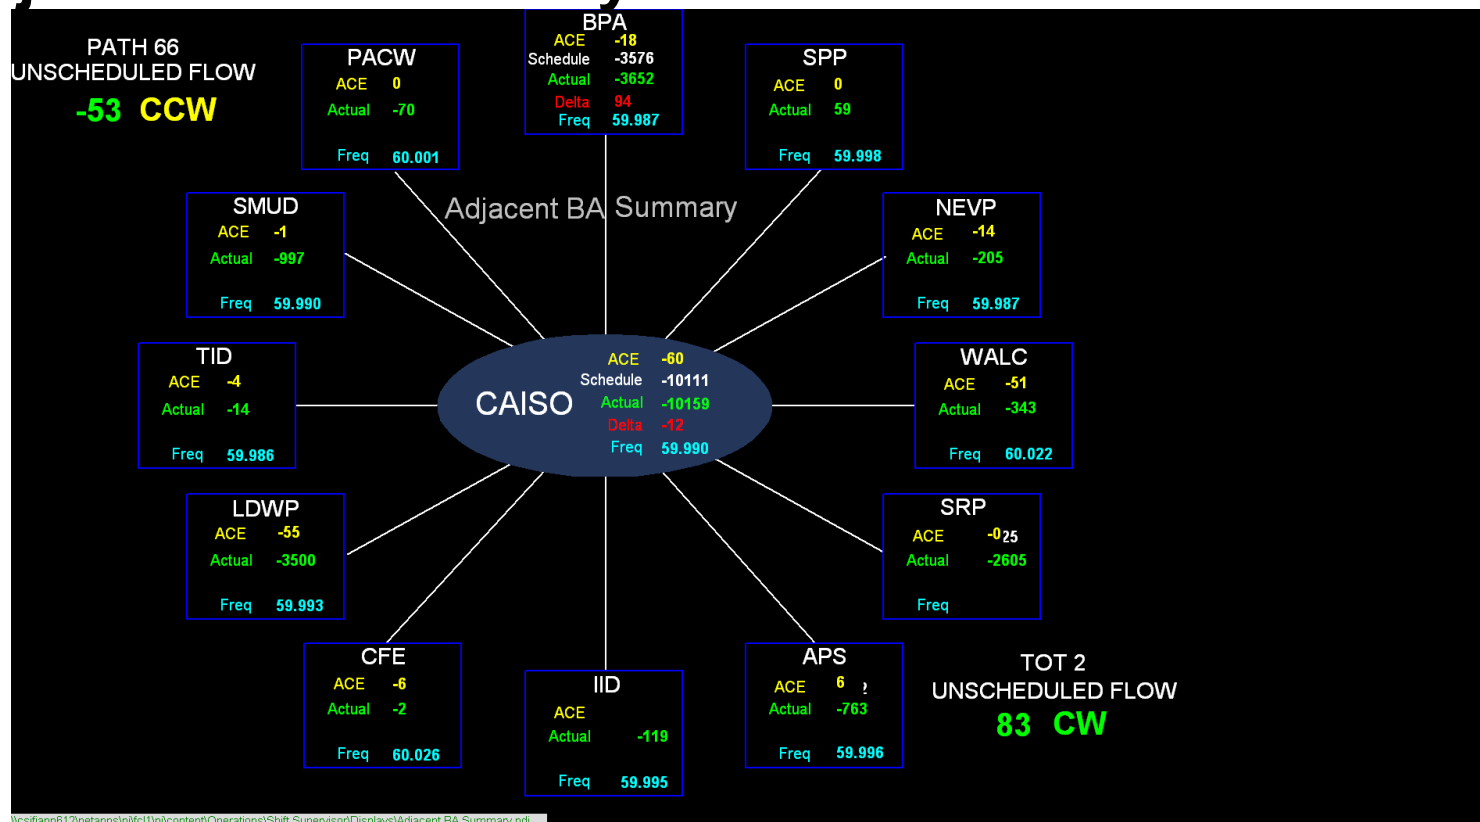 PATH 66
UNSCHEDULED FLOW
-53 CCW
PACW
ACE 0
Actual -70
Freq 60.001
BPA
ACE -18
Schedule -3576
Actual -3652
Delta 94
Freq 59.987
SPP
ACE 0
Actual 59
Freq 59.998
Adjacent BA Summary
SMUD
ACE -1
Actual -997
Freq 59.990
NEVP
ACE -14
Actual -205
Freq 59.987
TID
ACE -4
Actual -14
Freq 59.986
CAISO
ACE -60
Schedule -10111
Actual -10159
Delta -12
Freq 59.990
WALC
ACE -51
Actual -343
Freq 60.022
LDWP
ACE -55
Actual -3500
Freq 59.993
SRP
ACE -025
Actual -2605
Freq
CFE
ACE -6
Actual -2
Freq 60.026
IID
ACE
Actual -119
Freq 59.995
APS
ACE 6
Actual -763
Freq 59.996
TOT 2
UNSCHEDULED FLOW
83 CW